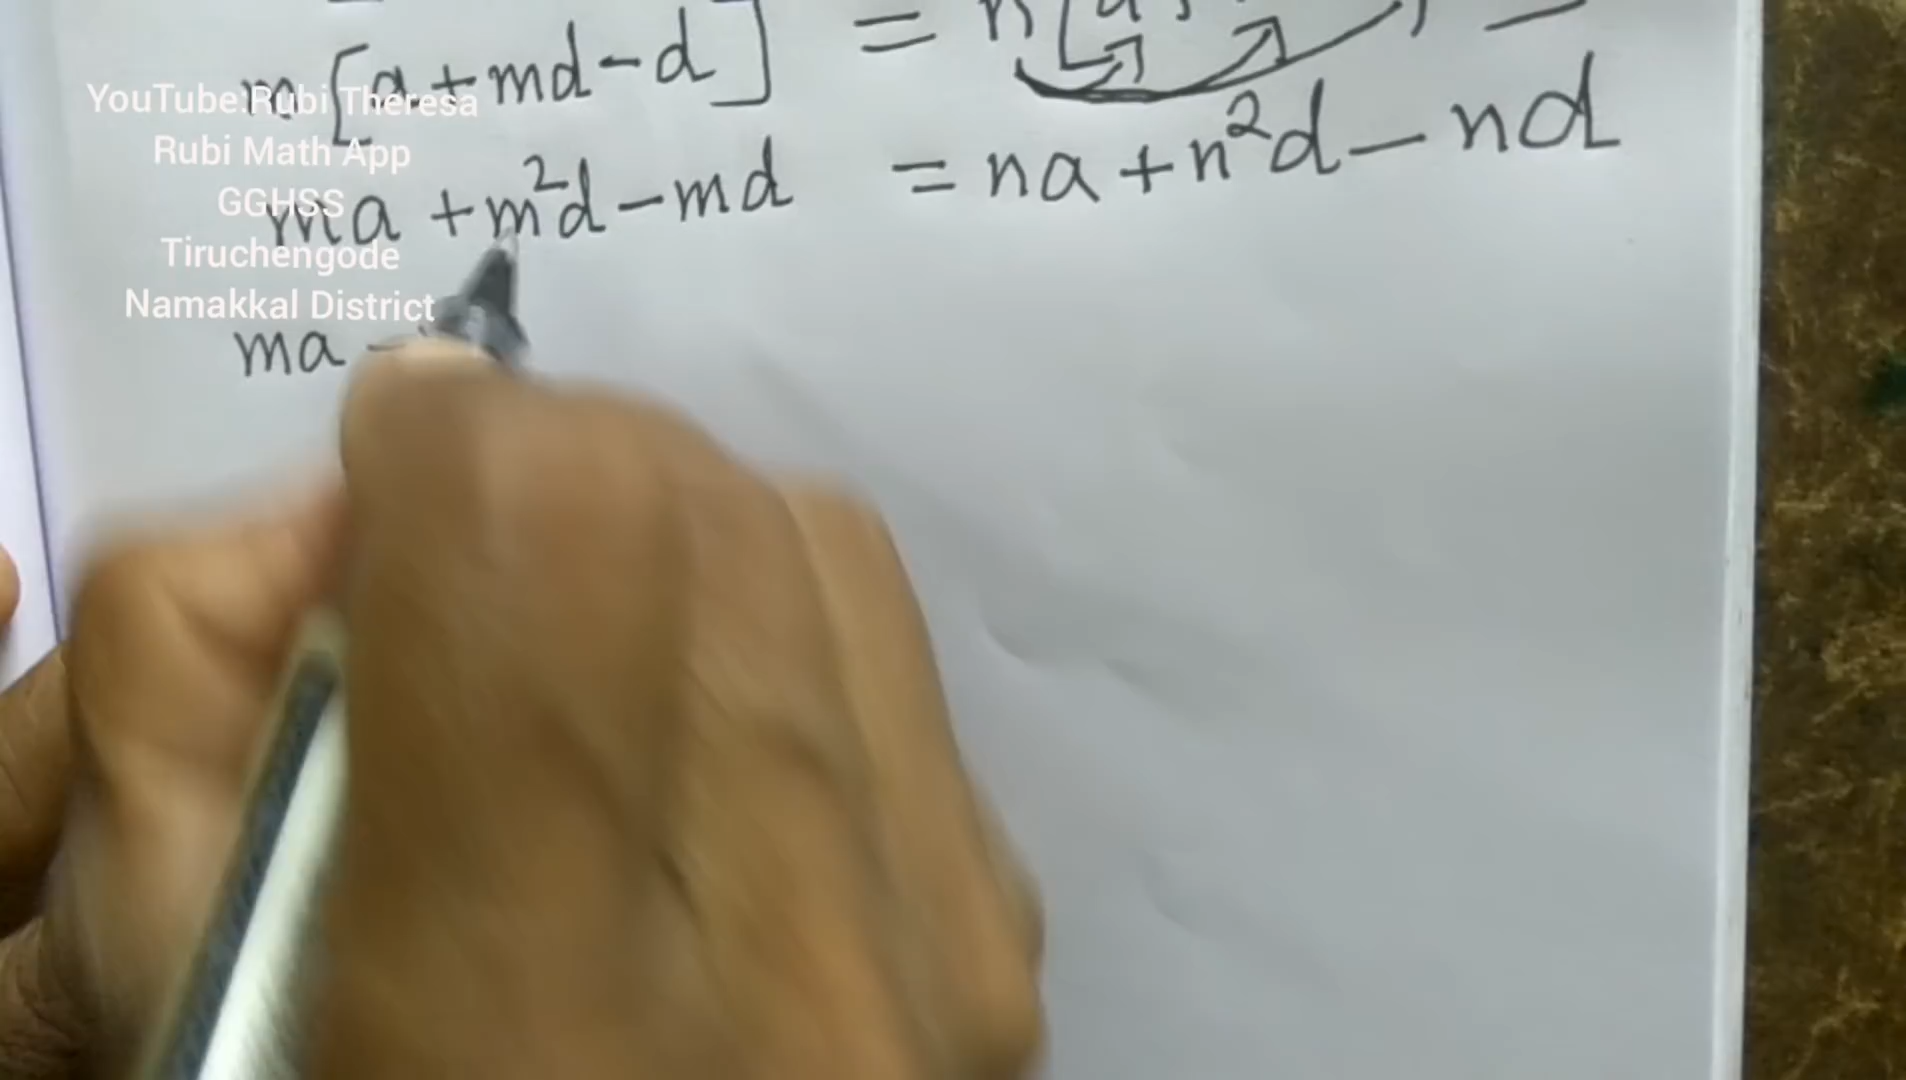 m[a+md-d] = n[a
ma +m²d-md = na+n²d-nd
ma -
YouTube:Rubi Theresa
Rubi Math App
GGHSS
Tiruchengode
Namakkal District